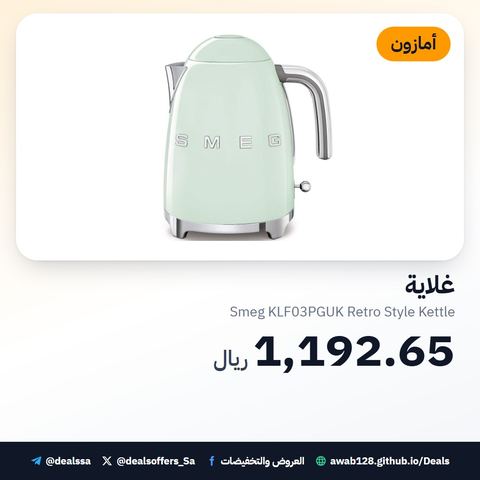 أمازون
SMEG
غلاية
Smeg KLF03PGUK Retro Style Kettle
1,192.65 ريال
@dealssa @dealsoffers_Sa العروض والتخفيضات awab128.github.io/Deals